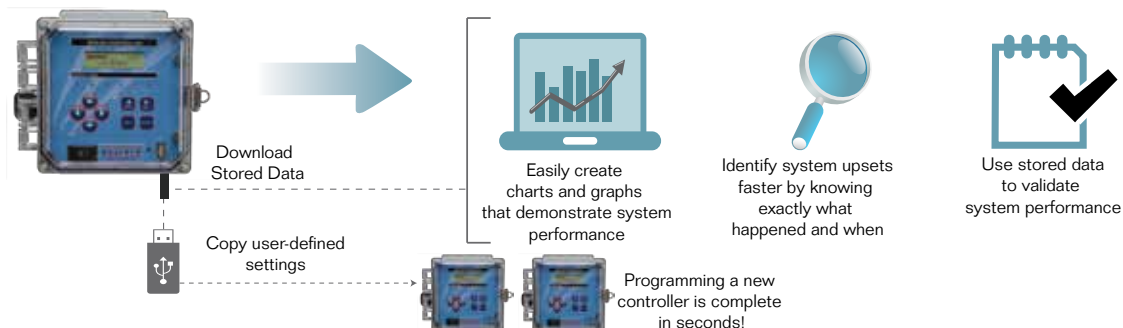 Download
Stored Data
Easily create
charts and graphs
that demonstrate system
performance
Identify system upsets
faster by knowing
exactly what
happened and when
Use stored data
to validate
system performance
Copy user-defined
settings
Programming a new
controller is complete
in seconds!